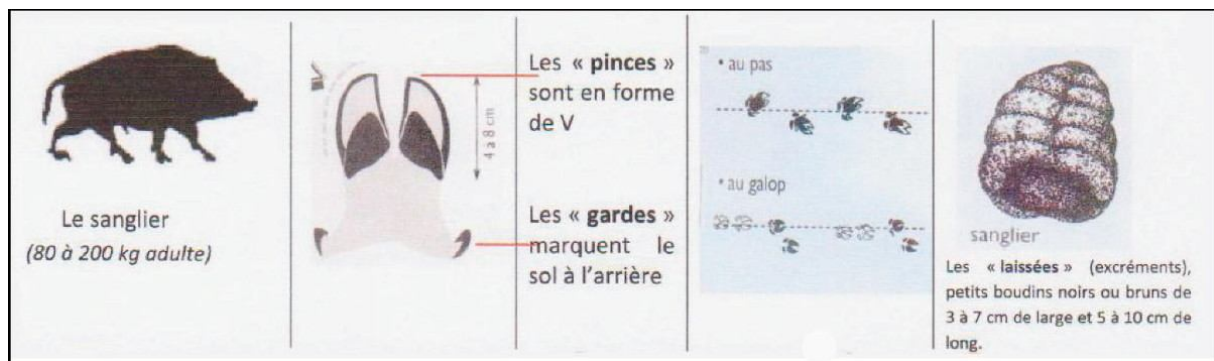 Le sanglier
(80 à 200 kg adulte)
4 à 8 cm
Les « pinces »
sont en forme
de V
Les « gardes »
marquent le
sol à l'arrière
• au pas
• au galop
sanglier
Les « laissées » (excréments),
petits boudins noirs ou bruns de
3 à 7 cm de large et 5 à 10 cm de
long.